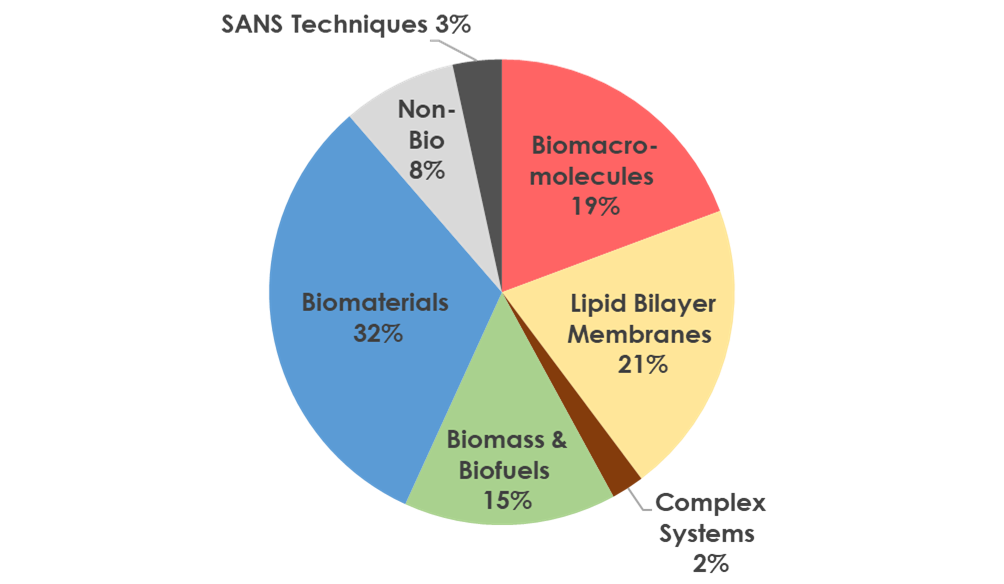 SANS Techniques 3%
Non-
Bio
8%
Biomacro-
molecules
19%
Biomaterials
32%
Lipid Bilayer
Membranes
21%
Biomass &
Biofuels
15%
Complex
Systems
2%